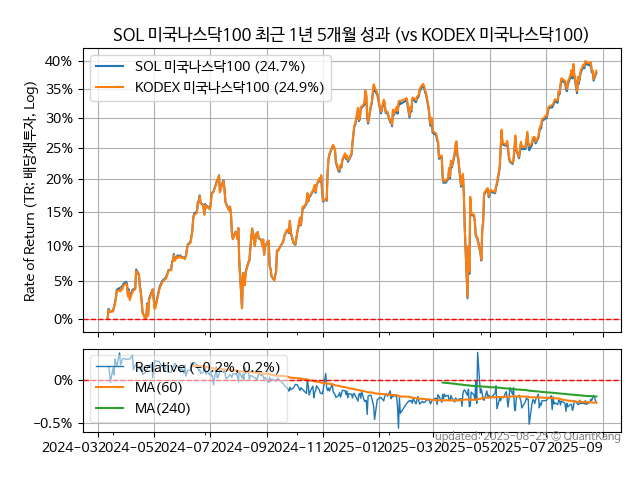 SOL 미국나스닥100 최근 1년 5개월 성과 (vs KODEX 미국나스닥100)
Rate of Return (TR: 배당재투자, Log)
40%
35%
30%
25%
20%
15%
10%
5%
0%
SOL 미국나스닥100 (24.7%)
KODEX 미국나스닥100 (24.9%)
0%
−0.5%
Relative (−0.2%, 0.2%)
MA(60)
MA(240)
2024-03 2024-05 2024-07 2024-09 2024-11 2025-01 2025-03 2025-05 2025-07 2025-09
updated: 2025-08-25 © QuantKang